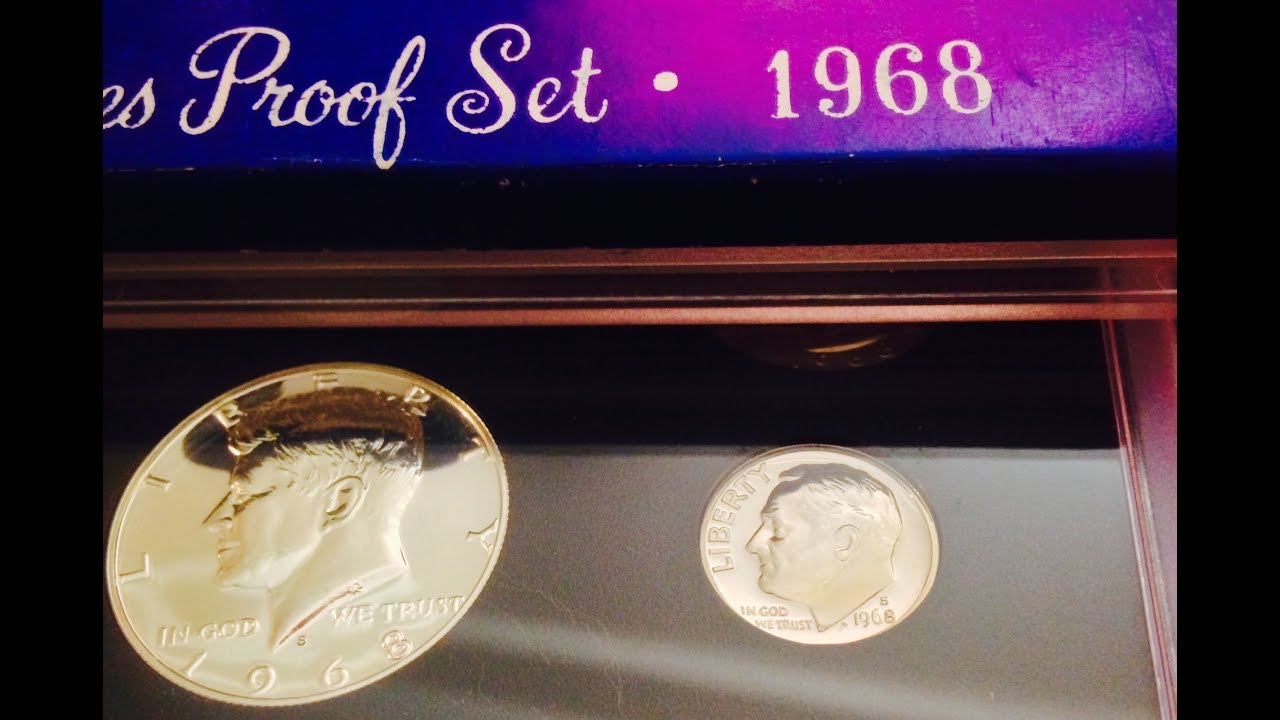 es Proof Set • 1968
LIBERTY
IN GOD WE TRUST
S
1968
LIBERTY
IN GOD
WE TRUST
S
1968